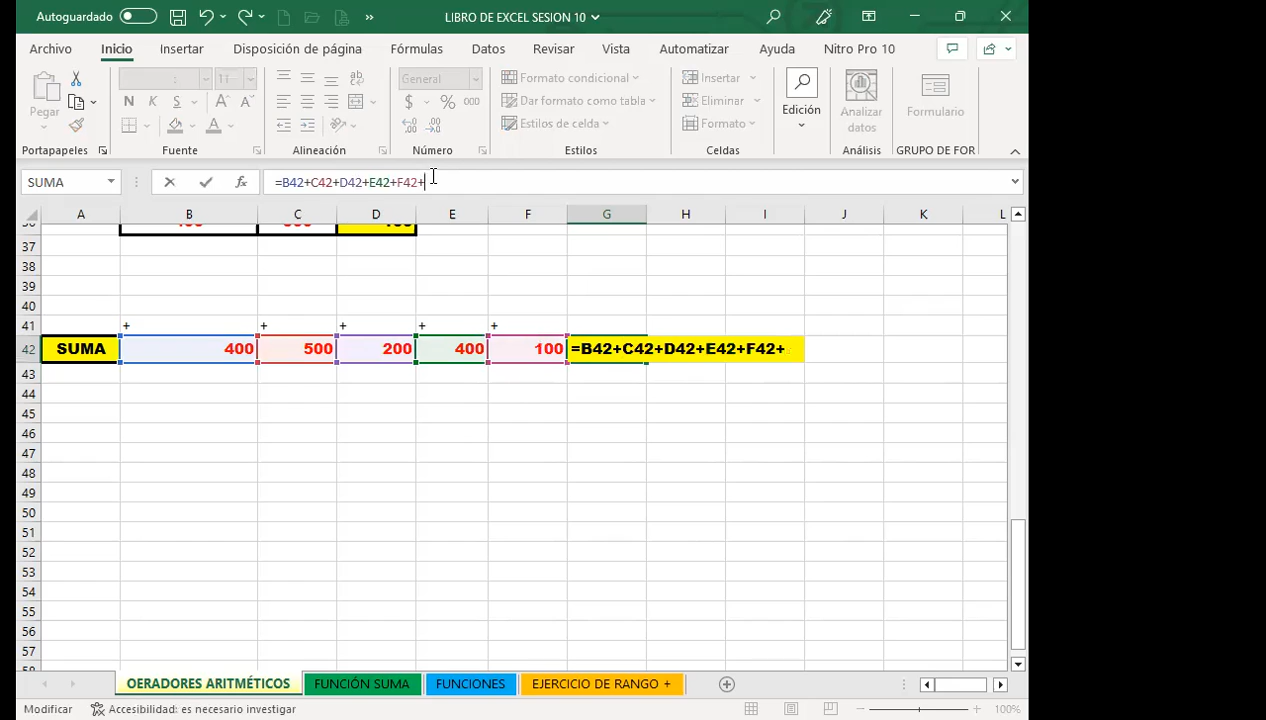 Autoguardado LIBRO DE EXCEL SESION 10
Archivo Inicio Insertar Disposición de página Fórmulas Datos Revisar Vista Automatizar Ayuda Nitro Pro 10
Pegar
11
N K S A A
A
ab
General
$ % 000
Formato condicional
Dar formato como tabla
Estilos de celda
Insertar
Eliminar
Formato
Edición
Analizar
datos
Formulario
Portapapeles Fuente Alineación Número Estilos Celdas GRUPO DE FOR
SUMA fx =B42+C42+D42+E42+F42+
A B C D E F G H I J K L
37
38
39
40
41 + + + + +
42 SUMA 400 500 200 400 100 =B42+C42+D42+E42+F42+
43
44
45
46
47
48
49
50
51
52
53
54
55
56
57
58
OERADORES ARITMÉTICOS FUNCIÓN SUMA FUNCIONES EJERCICIO DE RANGO +
Modificar Accesibilidad: es necesario investigar 100%